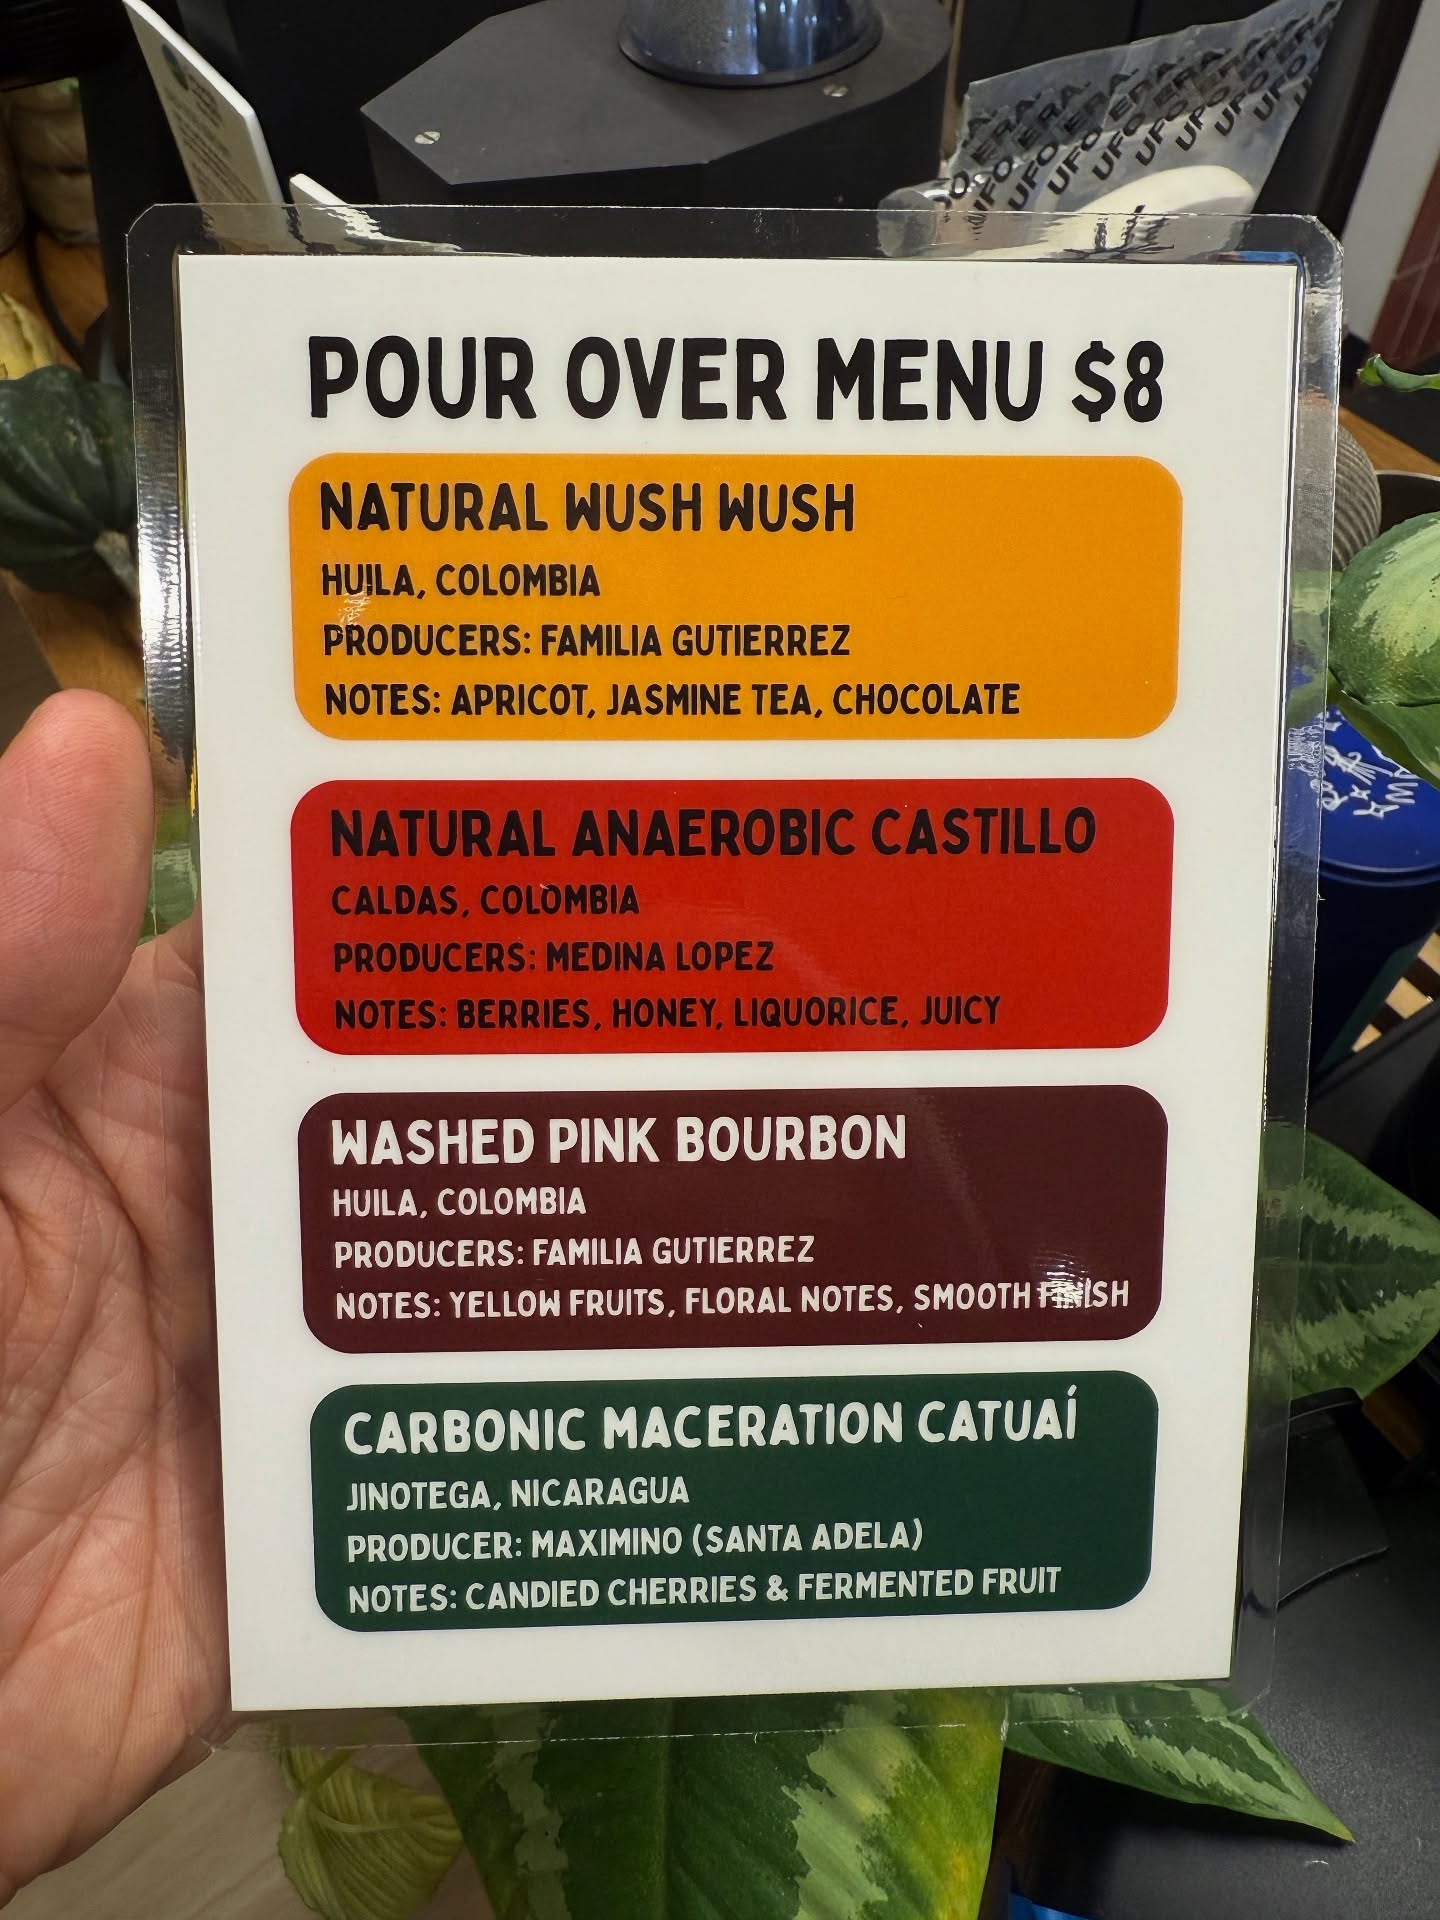 UFO ERA.
UFO ERA.
UFO ERA.
UFO
UFO
UFO
POUR OVER MENU $8
NATURAL WUSH WUSH
HUILA, COLOMBIA
PRODUCERS: FAMILIA GUTIERREZ
NOTES: APRICOT, JASMINE TEA, CHOCOLATE
NATURAL ANAEROBIC CASTILLO
CALDAS, COLOMBIA
PRODUCERS: MEDINA LOPEZ
NOTES: BERRIES, HONEY, LIQUORICE, JUICY
WASHED PINK BOURBON
HUILA, COLOMBIA
PRODUCERS: FAMILIA GUTIERREZ
NOTES: YELLOW FRUITS, FLORAL NOTES, SMOOTH FINISH
CARBONIC MACERATION CATUAÍ
JINOTEGA, NICARAGUA
PRODUCER: MAXIMINO (SANTA ADELA)
NOTES: CANDIED CHERRIES & FERMENTED FRUIT